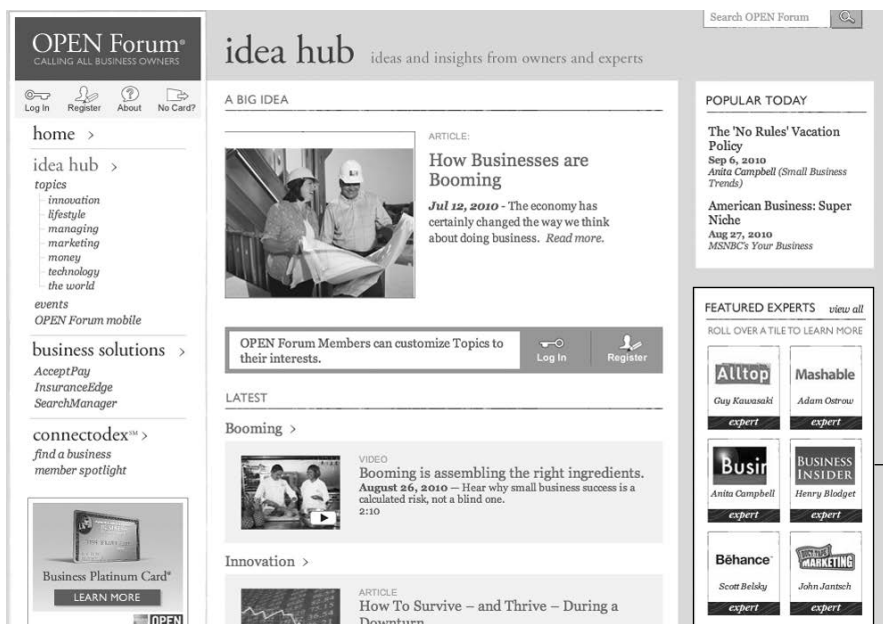 OPEN Forum®
CALLING ALL BUSINESS OWNERS
Log In
Register
About
No Card?
home >
idea hub >
topics
innovation
lifestyle
managing
marketing
money
technology
the world
events
OPEN Forum mobile
business solutions >
AcceptPay
InsuranceEdge
SearchManager
connectodex℠ >
find a business
member spotlight
Business Platinum Card®
LEARN MORE
OPEN
idea hub ideas and insights from owners and experts
A BIG IDEA
ARTICLE:
How Businesses are
Booming
Jul 12, 2010 - The economy has
certainly changed the way we think
about doing business. Read more.
OPEN Forum Members can customize Topics to
their interests.
Log In
Register
LATEST
Booming >
VIDEO
Booming is assembling the right ingredients.
August 26, 2010 — Hear why small business success is a
calculated risk, not a blind one.
2:10
Innovation >
ARTICLE
How To Survive – and Thrive – During a
Downturn
Search OPEN Forum
POPULAR TODAY
The 'No Rules' Vacation
Policy
Sep 6, 2010
Anita Campbell (Small Business
Trends)
American Business: Super
Niche
Aug 27, 2010
MSNBC's Your Business
FEATURED EXPERTS view all
ROLL OVER A TILE TO LEARN MORE
Alltop
Guy Kawasaki
expert
Mashable
Adam Ostrow
expert
Busin
Anita Campbell
expert
BUSINESS
INSIDER
Henry Blodget
expert
Bēhance
Scott Belsky
expert
DUCT TAPE
MARKETING
John Jantsch
expert